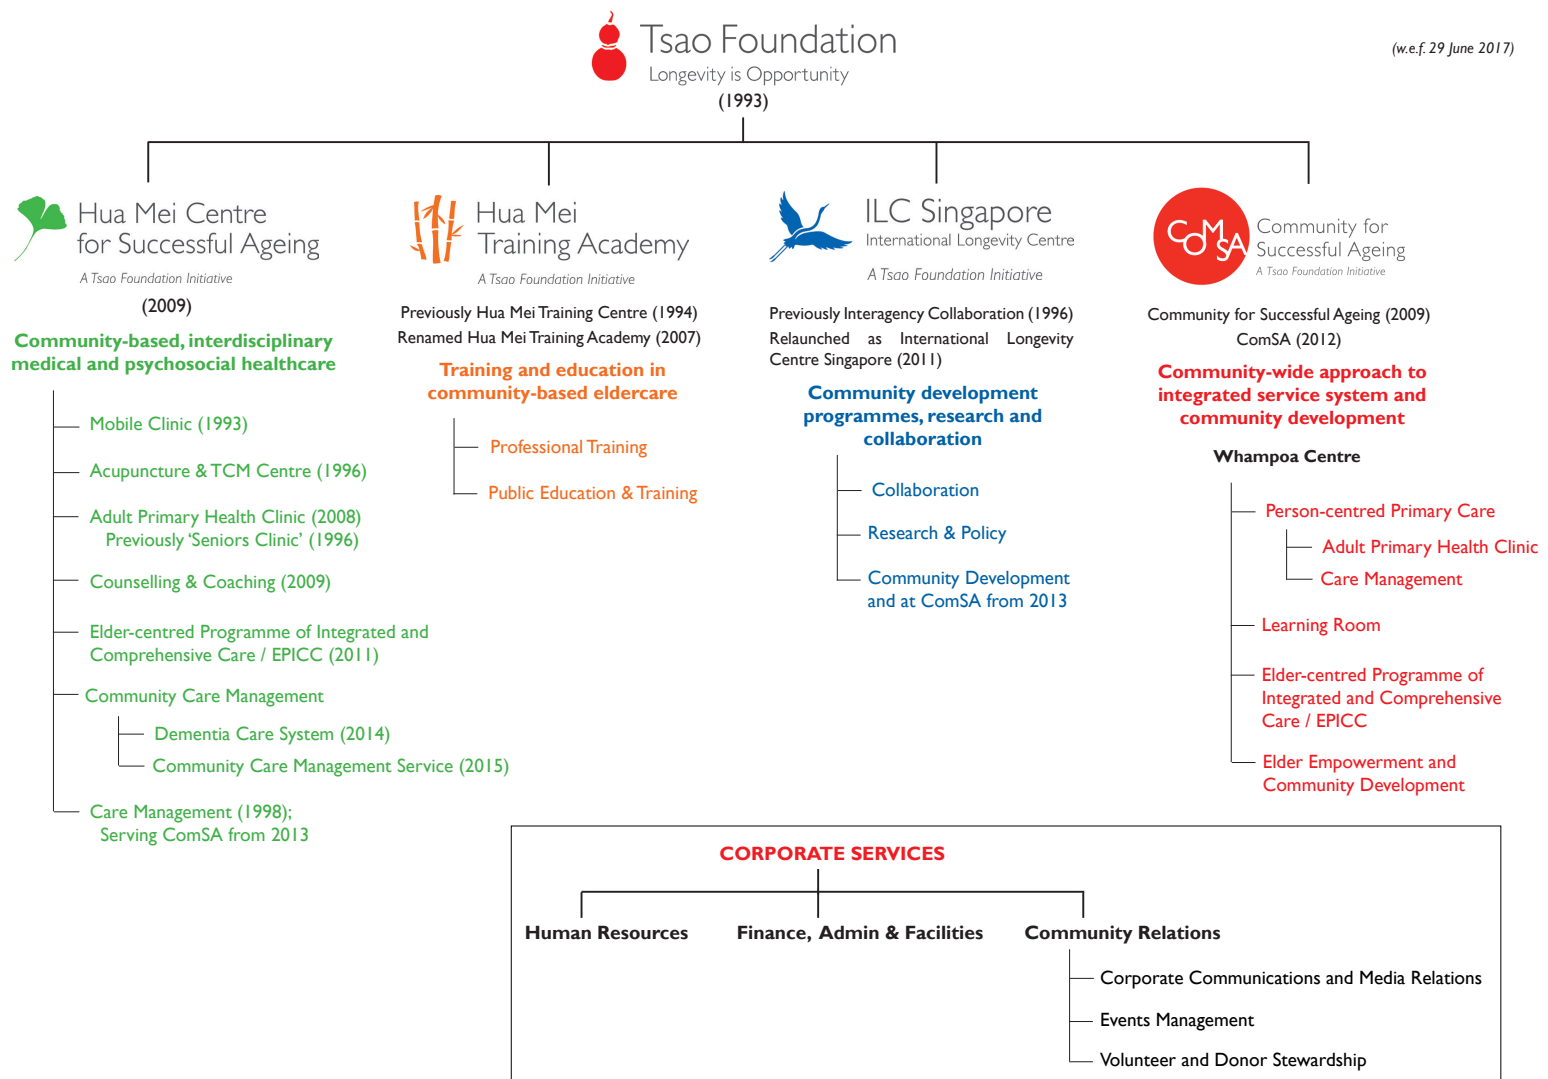 Tsao Foundation
Longevity is Opportunity
(1993)
(w.e.f. 29 June 2017)
Hua Mei Centre
for Successful Ageing
A Tsao Foundation Initiative
(2009)
Community-based, interdisciplinary
medical and psychosocial healthcare
Mobile Clinic (1993)
Acupuncture & TCM Centre (1996)
Adult Primary Health Clinic (2008)
Previously ‘Seniors Clinic’ (1996)
Counselling & Coaching (2009)
Elder-centred Programme of Integrated and
Comprehensive Care / EPICC (2011)
Community Care Management
Dementia Care System (2014)
Community Care Management Service (2015)
Care Management (1998);
Serving ComSA from 2013
Hua Mei
Training Academy
A Tsao Foundation Initiative
Previously Hua Mei Training Centre (1994)
Renamed Hua Mei Training Academy (2007)
Training and education in
community-based eldercare
Professional Training
Public Education & Training
ILC Singapore
International Longevity Centre
A Tsao Foundation Initiative
Previously Interagency Collaboration (1996)
Relaunched as International Longevity
Centre Singapore (2011)
Community development
programmes, research and
collaboration
Collaboration
Research & Policy
Community Development
and at ComSA from 2013
CoMSA
Community for
Successful Ageing
A Tsao Foundation Initiative
Community for Successful Ageing (2009)
ComSA (2012)
Community-wide approach to
integrated service system and
community development
Whampoa Centre
Person-centred Primary Care
Adult Primary Health Clinic
Care Management
Learning Room
Elder-centred Programme of
Integrated and Comprehensive
Care / EPICC
Elder Empowerment and
Community Development
CORPORATE SERVICES
Human Resources
Finance, Admin & Facilities
Community Relations
Corporate Communications and Media Relations
Events Management
Volunteer and Donor Stewardship